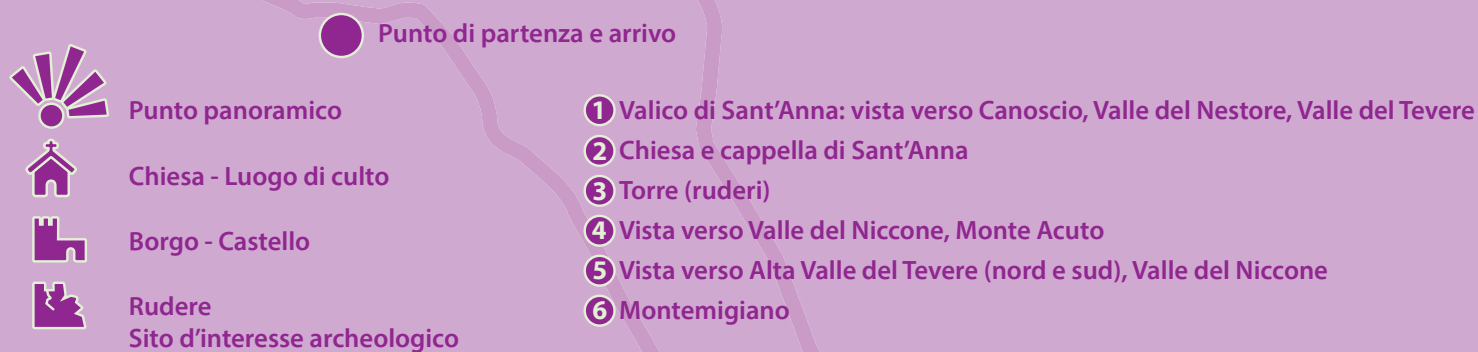 Punto di partenza e arrivo
Punto panoramico
Chiesa - Luogo di culto
Borgo - Castello
Rudere
Sito d’interesse archeologico
1 Valico di Sant’Anna: vista verso Canoscio, Valle del Nestore, Valle del Tevere
2 Chiesa e cappella di Sant’Anna
3 Torre (ruderi)
4 Vista verso Valle del Niccone, Monte Acuto
5 Vista verso Alta Valle del Tevere (nord e sud), Valle del Niccone
6 Montemigiano